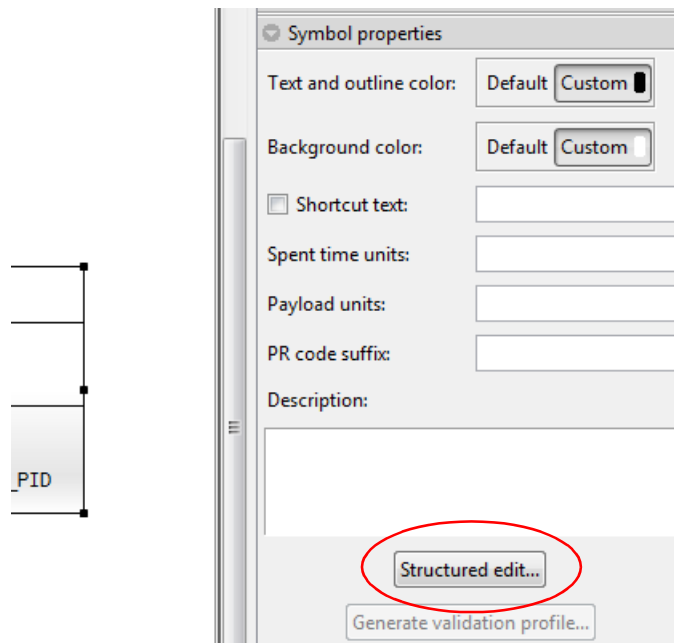 Symbol properties
Text and outline color: Default Custom
Background color: Default Custom
Shortcut text:
Spent time units:
Payload units:
PR code suffix:
Description:
_PID
Structured edit...
Generate validation profile...